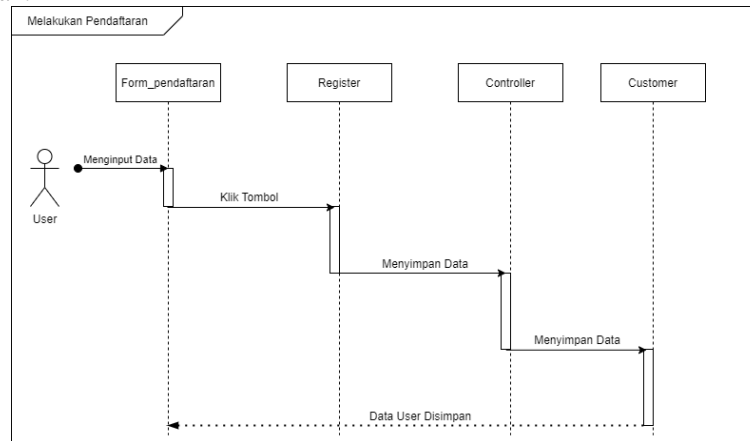 Melakukan Pendaftaran
Form_pendaftaran
Register
Controller
Customer
Menginput Data
User
Klik Tombol
Menyimpan Data
Menyimpan Data
Data User Disimpan